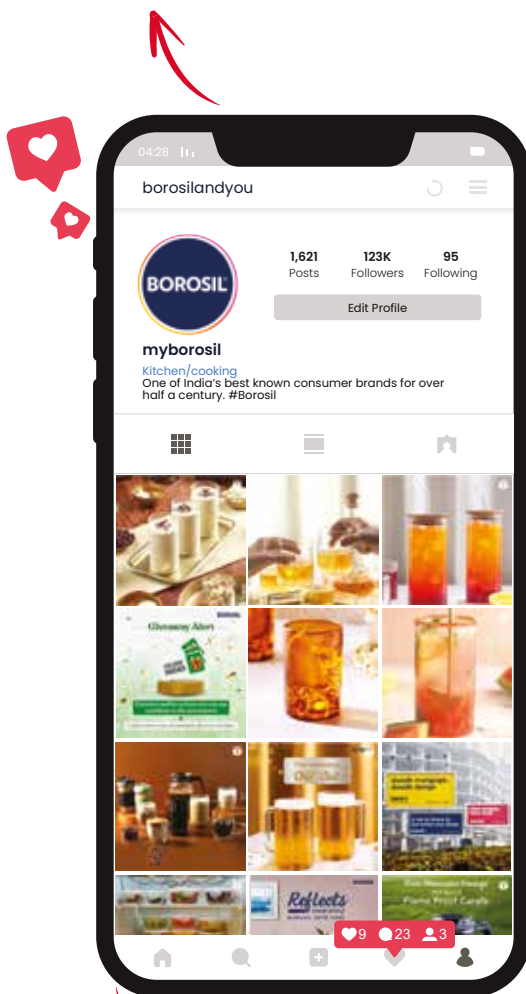 04:28
borosilandyou
BOROSIL
1,621
Posts
123K
Followers
95
Following
Edit Profile
myborosil
Kitchen/cooking
One of India's best known consumer brands for over
half a century. #Borosil
Giveaway Alert
Reflects
Flame Proof Carafe
9
23
3